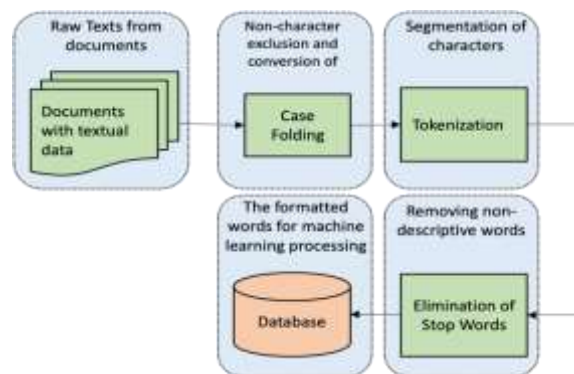 Raw Texts from
documents
Documents
with textual
data
Non-character
exclusion and
conversion of
Case
Folding
Segmentation of
characters
Tokenization
The formatted
words for machine
learning processing
Database
Removing non-
descriptive words
Elimination of
Stop Words